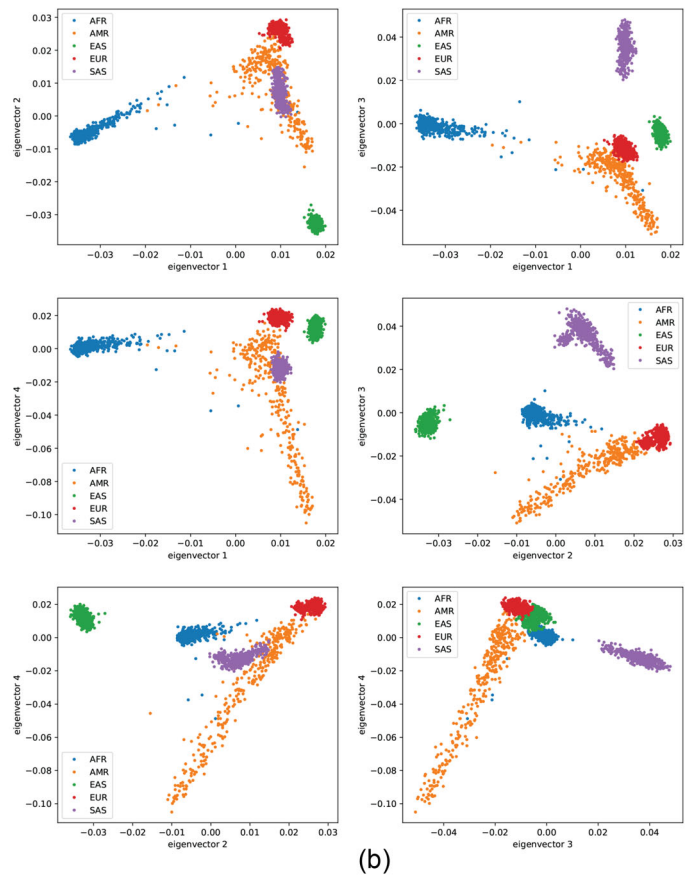 AFR
AMR
EAS
EUR
SAS
0.03
0.02
0.01
0.00
−0.01
−0.02
−0.03
eigenvector 2
−0.03
−0.02
−0.01
0.00
0.01
0.02
eigenvector 1
AFR
AMR
EAS
EUR
SAS
0.04
0.02
0.00
−0.02
−0.04
eigenvector 3
−0.03
−0.02
−0.01
0.00
0.01
0.02
eigenvector 1
0.02
0.00
−0.02
−0.04
−0.06
−0.08
−0.10
eigenvector 4
AFR
AMR
EAS
EUR
SAS
−0.03
−0.02
−0.01
0.00
0.01
0.02
eigenvector 1
AFR
AMR
EAS
EUR
SAS
0.04
0.02
0.00
−0.02
−0.04
eigenvector 3
−0.03
−0.02
−0.01
0.00
0.01
0.02
0.03
eigenvector 2
0.02
0.00
−0.02
−0.04
−0.06
−0.08
−0.10
eigenvector 4
AFR
AMR
EAS
EUR
SAS
−0.03
−0.02
−0.01
0.00
0.01
0.02
0.03
eigenvector 2
AFR
AMR
EAS
EUR
SAS
0.02
0.00
−0.02
−0.04
−0.06
−0.08
−0.10
eigenvector 4
−0.04
−0.02
0.00
0.02
0.04
eigenvector 3
(b)